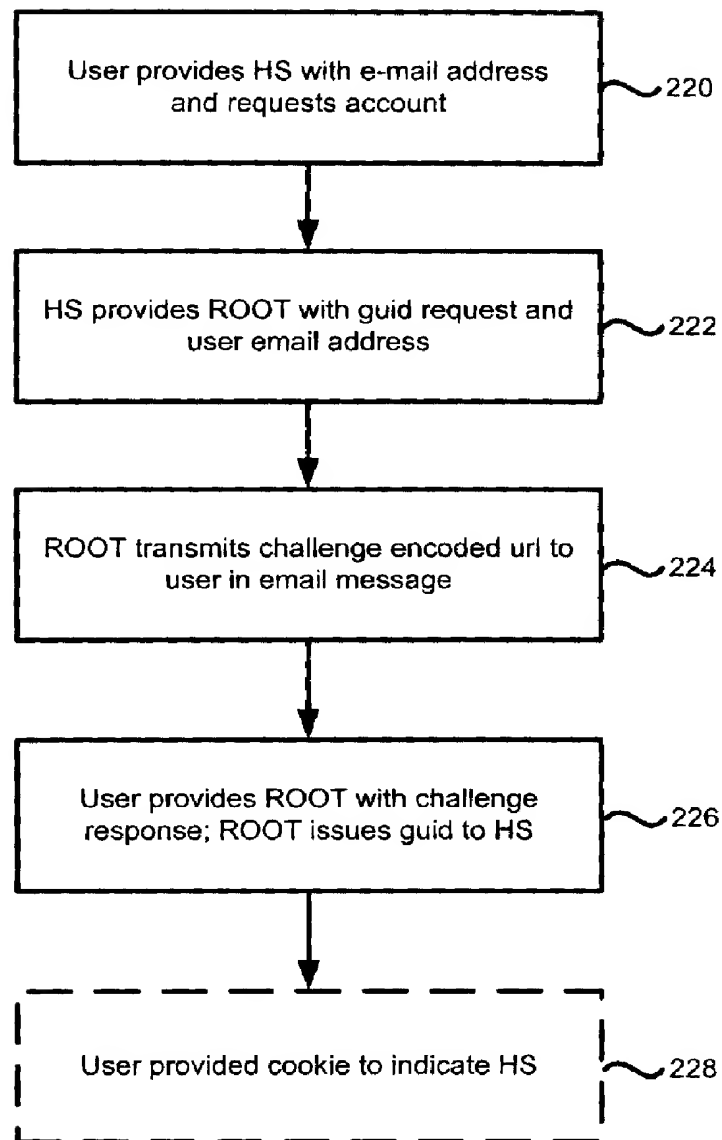 User provides HS with e-mail address
and requests account
220
HS provides ROOT with guid request and
user email address
222
ROOT transmits challenge encoded url to
user in email message
224
User provides ROOT with challenge
response; ROOT issues guid to HS
226
User provided cookie to indicate HS
228